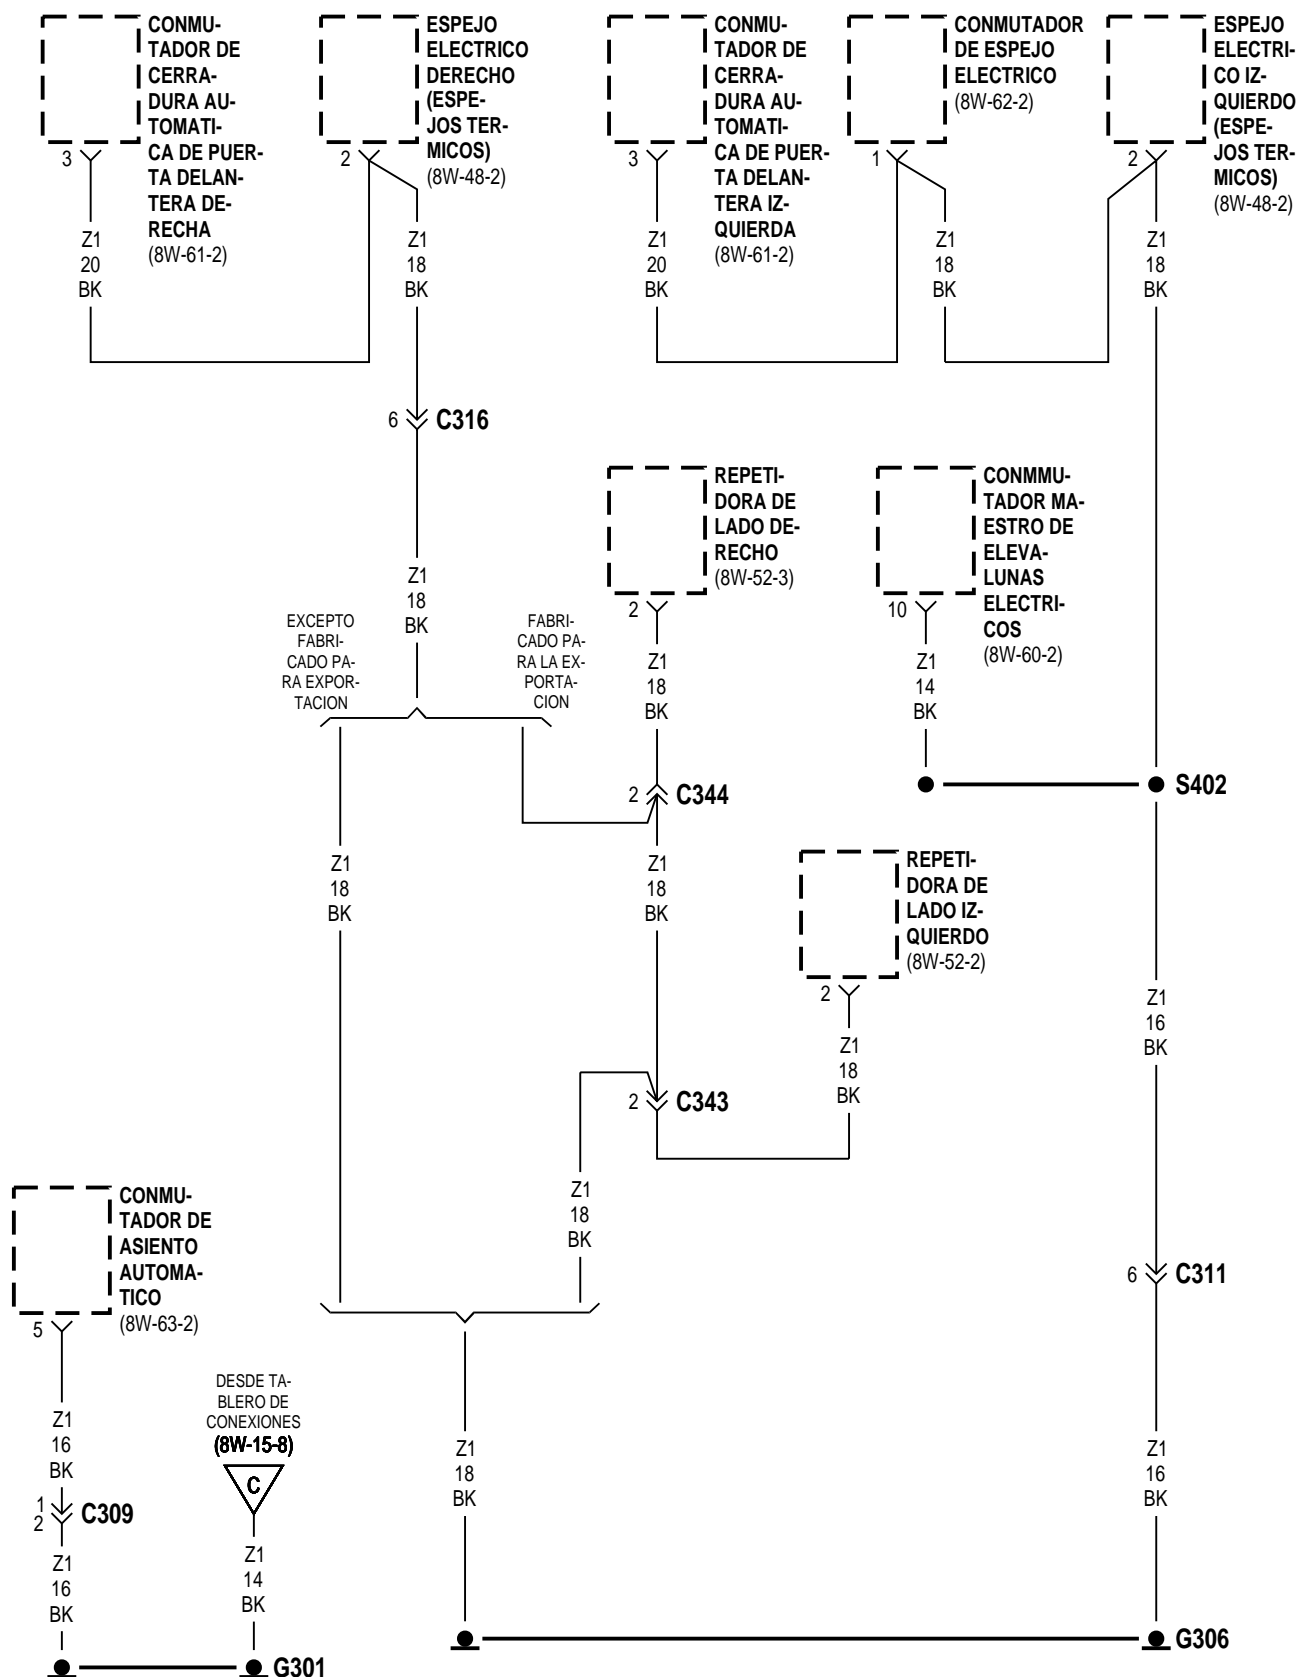 CONMU-
TADOR DE
CERRA-
DURA AU-
TOMATI-
CA DE PUER-
TA DELAN-
TERA DE-
RECHA
(8W-61-2)
3
Z1
20
BK
ESPEJO
ELECTRICO
DERECHO
(ESPE-
JOS TER-
MICOS)
(8W-48-2)
2
Z1
18
BK
CONMU-
TADOR DE
CERRA-
DURA AU-
TOMATI-
CA DE PUER-
TA DELAN-
TERA IZ-
QUIERDA
(8W-61-2)
3
Z1
20
BK
CONMUTADOR
DE ESPEJO
ELECTRICO
(8W-62-2)
1
Z1
18
BK
ESPEJO
ELECTRI-
CO IZ-
QUIERDO
(ESPE-
JOS TER-
MICOS)
(8W-48-2)
2
Z1
18
BK
6 C316
Z1
18
BK
REPETI-
DORA DE
LADO DE-
RECHO
(8W-52-3)
2
Z1
18
BK
CONMMU-
TADOR MA-
ESTRO DE
ELEVA-
LUNAS
ELECTRI-
COS
(8W-60-2)
10
Z1
14
BK
EXCEPTO
FABRI-
CADO PA-
RA EXPOR-
TACION
FABRI-
CADO PA-
RA LA EX-
PORTA-
CION
2 C344
S402
Z1
18
BK
Z1
18
BK
REPETI-
DORA DE
LADO IZ-
QUIERDO
(8W-52-2)
2
Z1
18
BK
Z1
16
BK
2 C343
Z1
18
BK
CONMU-
TADOR DE
ASIENTO
AUTOMA-
TICO
(8W-63-2)
5
6 C311
DESDE TA-
BLERO DE
CONEXIONES
(8W-15-8)
C
Z1
16
BK
Z1
18
BK
Z1
16
BK
1
2
C309
Z1
16
BK
Z1
14
BK
G301
G306